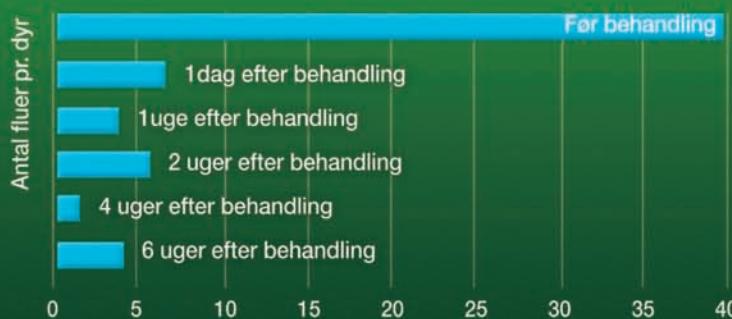 Antal fluer pr. dyr
Før behandling
1dag efter behandling
1uge efter behandling
2 uger efter behandling
4 uger efter behandling
6 uger efter behandling
0 5 10 15 20 25 30 35 40